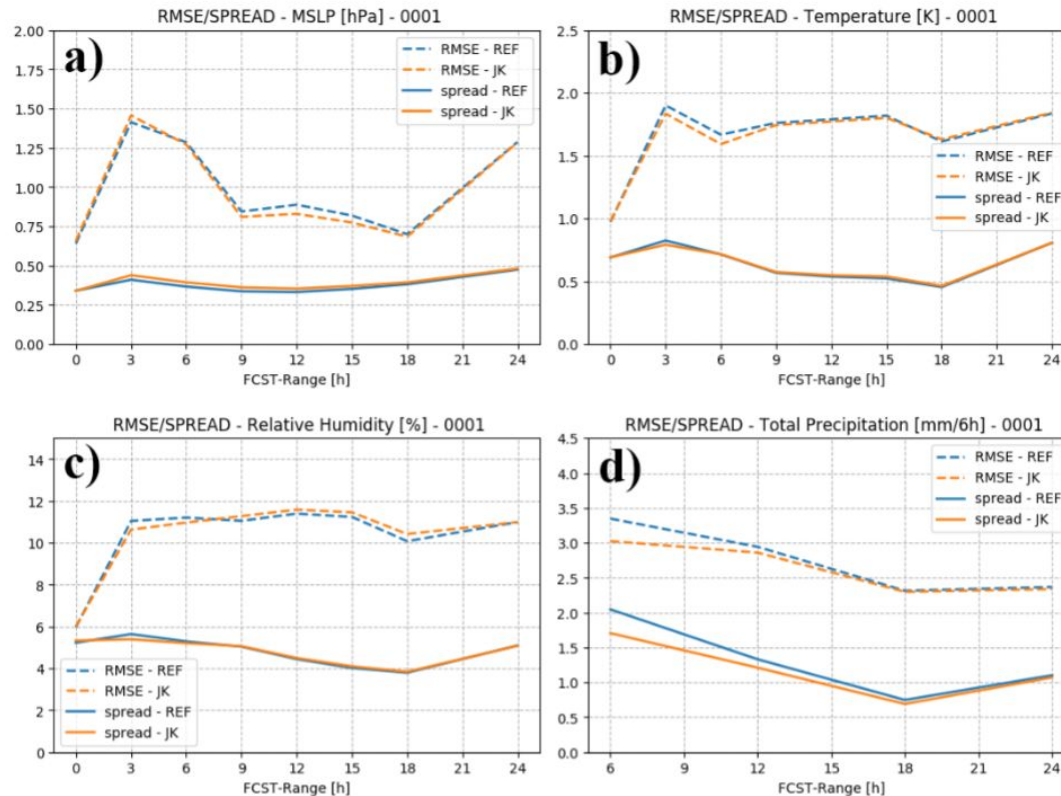 RMSE/SPREAD - MSLP [hPa] - 0001
a)
2.00
1.75
1.50
1.25
1.00
0.75
0.50
0.25
0.00
RMSE - REF
RMSE - JK
spread - REF
spread - JK
0 3 6 9 12 15 18 21 24
FCST-Range [h]
RMSE/SPREAD - Temperature [K] - 0001
b)
2.5
2.0
1.5
1.0
0.5
0.0
RMSE - REF
RMSE - JK
spread - REF
spread - JK
0 3 6 9 12 15 18 21 24
FCST-Range [h]
RMSE/SPREAD - Relative Humidity [%] - 0001
c)
14
12
10
8
6
4
2
0
RMSE - REF
RMSE - JK
spread - REF
spread - JK
0 3 6 9 12 15 18 21 24
FCST-Range [h]
RMSE/SPREAD - Total Precipitation [mm/6h] - 0001
d)
4.5
4.0
3.5
3.0
2.5
2.0
1.5
1.0
0.5
0.0
RMSE - REF
RMSE - JK
spread - REF
spread - JK
6 9 12 15 18 21 24
FCST-Range [h]